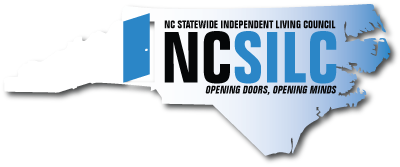 NC STATEWIDE INDEPENDENT LIVING COUNCIL
NCSILC
OPENING DOORS, OPENING MINDS